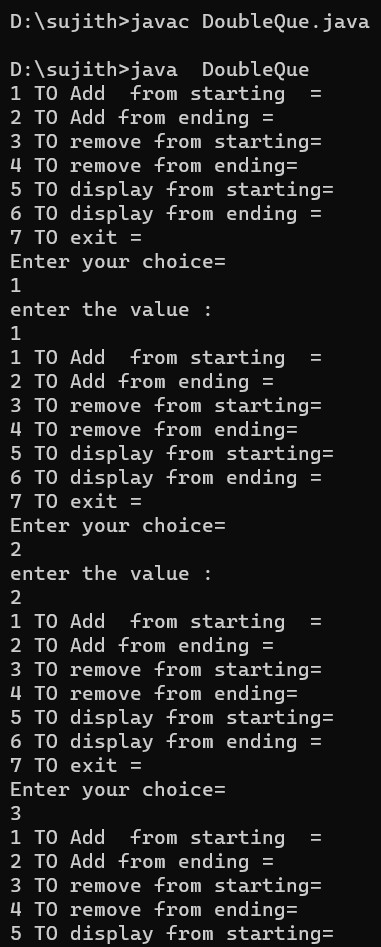 D:\sujith>javac DoubleQue.java
D:\sujith>java  DoubleQue
1 TO Add  from starting  =
2 TO Add from ending =
3 TO remove from starting=
4 TO remove from ending=
5 TO display from starting=
6 TO display from ending =
7 TO exit =
Enter your choice=
1
enter the value :
1
1 TO Add  from starting  =
2 TO Add from ending =
3 TO remove from starting=
4 TO remove from ending=
5 TO display from starting=
6 TO display from ending =
7 TO exit =
Enter your choice=
2
enter the value :
2
1 TO Add  from starting  =
2 TO Add from ending =
3 TO remove from starting=
4 TO remove from ending=
5 TO display from starting=
6 TO display from ending =
7 TO exit =
Enter your choice=
3
1 TO Add  from starting  =
2 TO Add from ending =
3 TO remove from starting=
4 TO remove from ending=
5 TO display from starting=